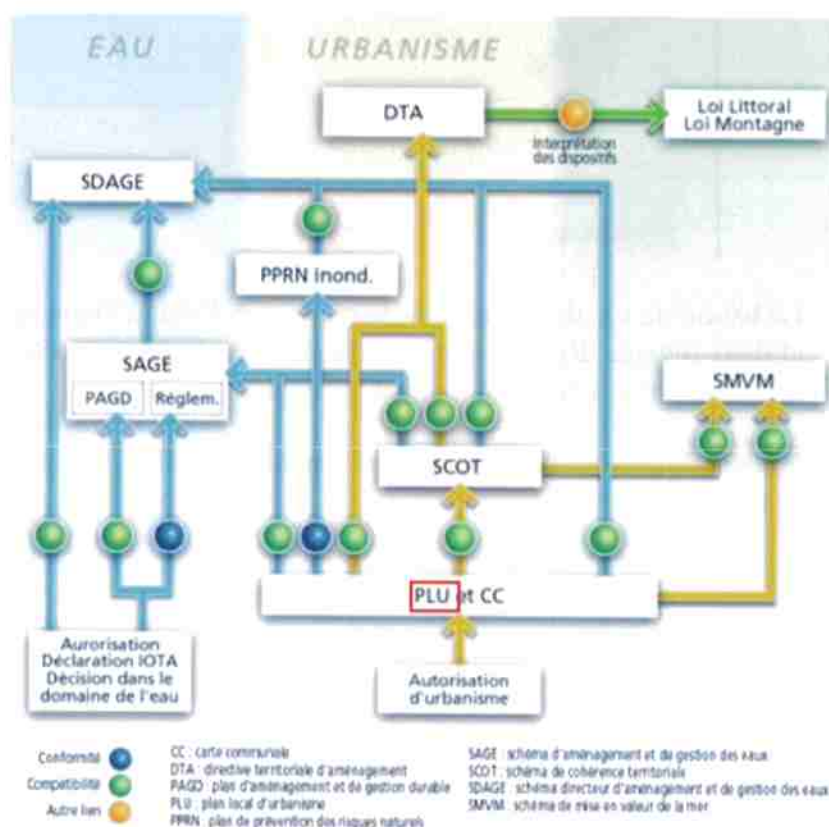 EAU
URBANISME
DTA
Loi Littoral
Loi Montagne
Interprétation
des dispositifs
SDAGE
PPRN Inond.
SAGE
PAGD
Réglem.
SMVM
SCOT
PLU et CC
Aurorisation
Déclaration IOTA
Décision dans le
domaine de l'eau
Autorisation
d'urbanisme
Conformité
Compatibilité
Autre lien
CC : carte communale
DTA : directive territoriale d'aménagement
PAGD : plan d'aménagement et de gestion durable
PLU : plan local d'urbanisme
PPRN : plan de prévention des risques naturels
SAGE : schéma d'aménagement et de gestion des eaux
SCOT : schéma de cohérence territoriale
SDAGE : schéma directeur d'aménagement et de gestion des eaux
SMVM : schéma de mise en valeur de la mer